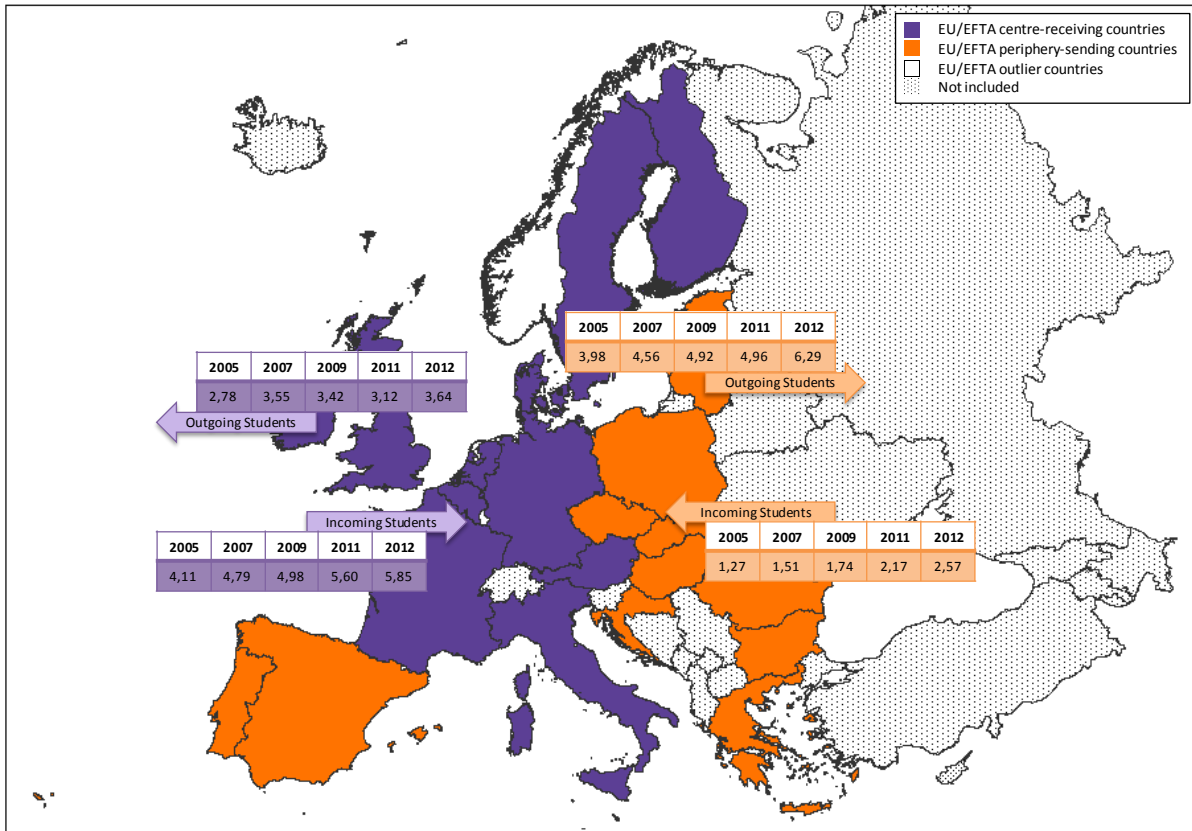 EU/EFTA centre-receiving countries
EU/EFTA periphery-sending countries
EU/EFTA outlier countries
Not included
2005 2007 2009 2011 2012
3,98 4,56 4,92 4,96 6,29
Outgoing Students
2005 2007 2009 2011 2012
2,78 3,55 3,42 3,12 3,64
Outgoing Students
Incoming Students
2005 2007 2009 2011 2012
4,11 4,79 4,98 5,60 5,85
Incoming Students
2005 2007 2009 2011 2012
1,27 1,51 1,74 2,17 2,57